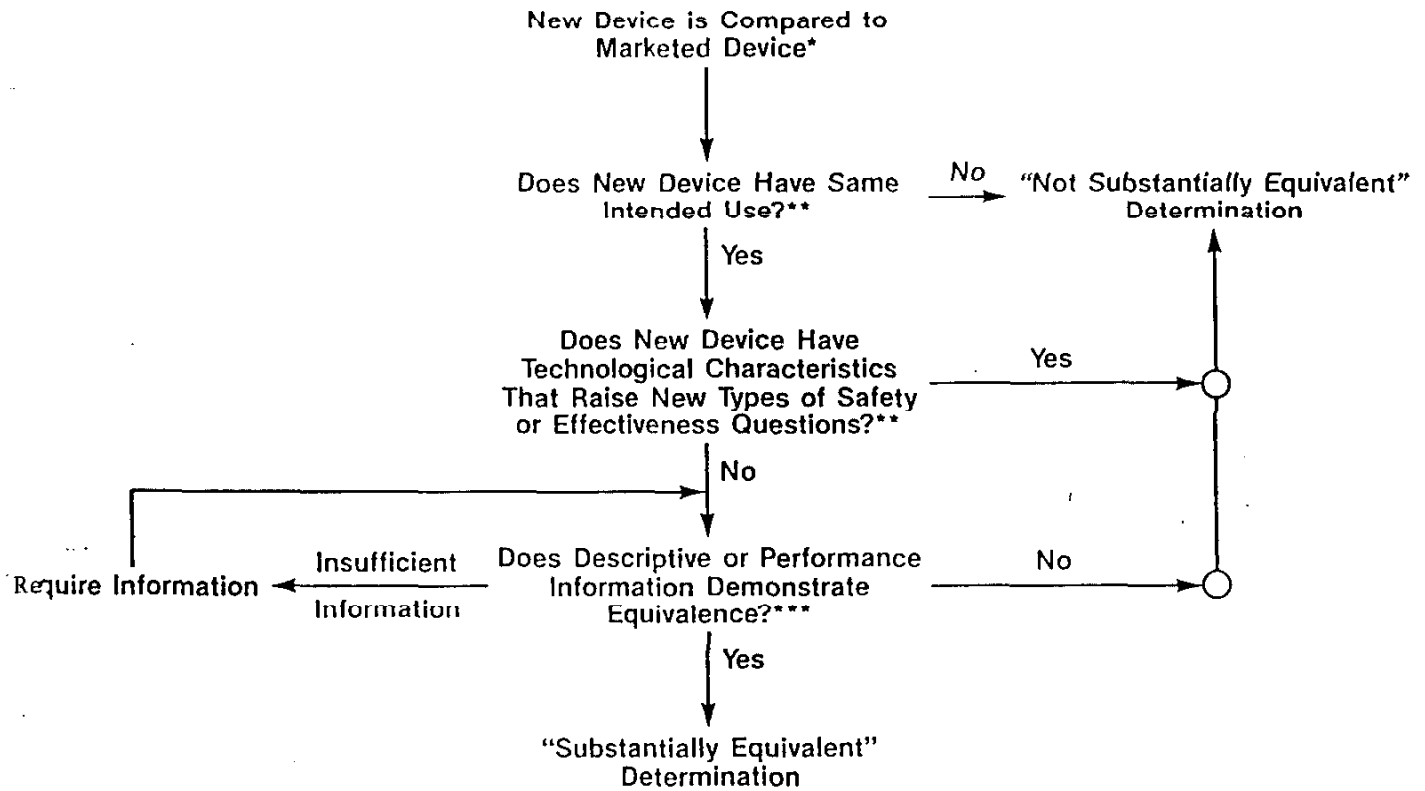 New Device is Compared to
Marketed Device*
Does New Device Have Same
Intended Use?**
No
“Not Substantially Equivalent”
Determination
Yes
Does New Device Have
Technological Characteristics
That Raise New Types of Safety
or Effectiveness Questions?**
Yes
No
Does Descriptive or Performance
Information Demonstrate
Equivalence?***
Insufficient
Information
Require Information
No
Yes
“Substantially Equivalent”
Determination